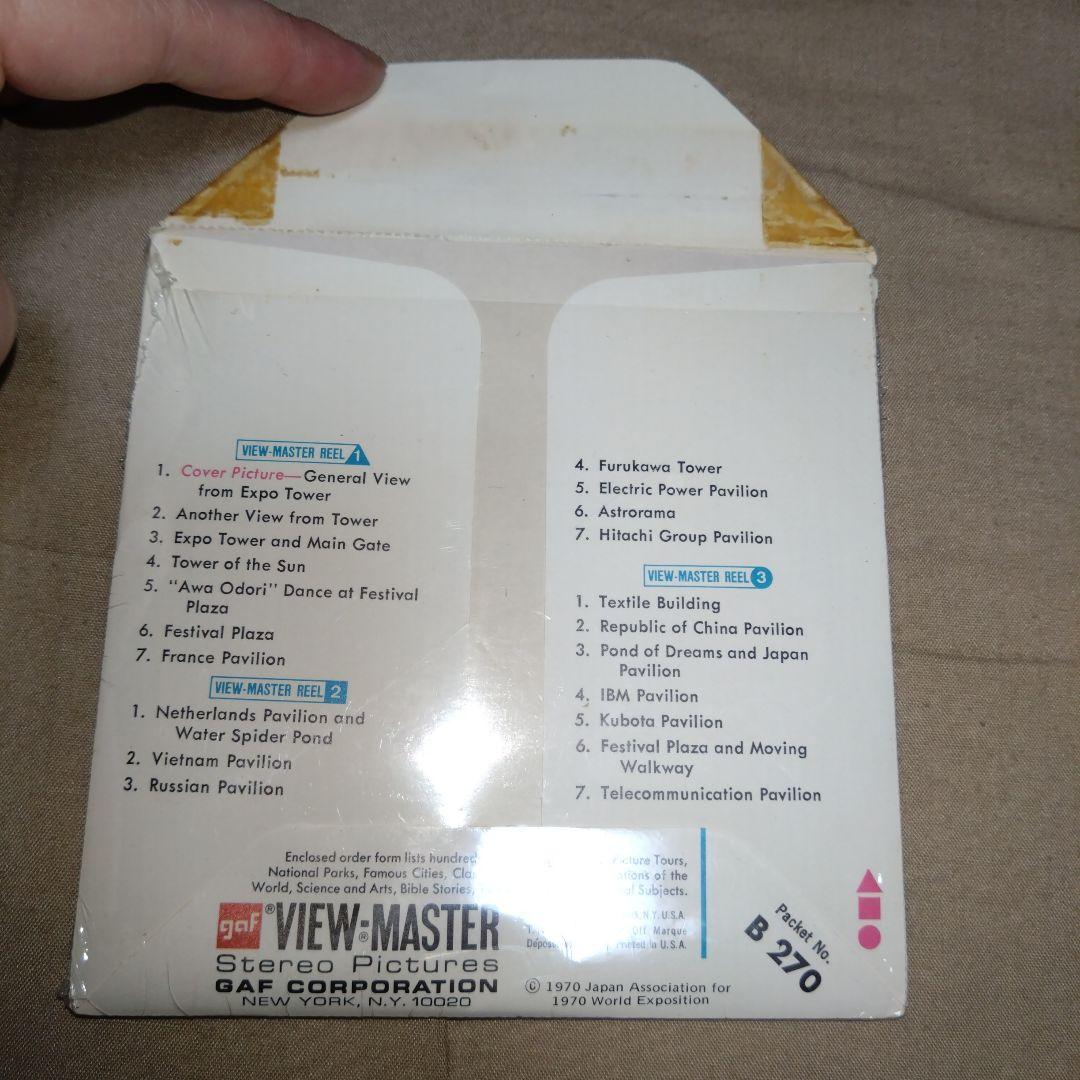 VIEW-MASTER REEL 1
1. Cover Picture—General View
from Expo Tower
2. Another View from Tower
3. Expo Tower and Main Gate
4. Tower of the Sun
5. "Awa Odori" Dance at Festival
Plaza
6. Festival Plaza
7. France Pavilion
VIEW-MASTER REEL 2
1. Netherlands Pavilion and
Water Spider Pond
2. Vietnam Pavilion
3. Russian Pavilion
4. Furukawa Tower
5. Electric Power Pavilion
6. Astrorama
7. Hitachi Group Pavilion
VIEW-MASTER REEL 3
1. Textile Building
2. Republic of China Pavilion
3. Pond of Dreams and Japan
Pavilion
4. IBM Pavilion
5. Kubota Pavilion
6. Festival Plaza and Moving
Walkway
7. Telecommunication Pavilion
Enclosed order form lists Tours,
National Parks, Famous Cities, of the
World, Science and Arts, Bible Stories, Subjects.
gaf ® VIEW-MASTER ®
Stereo Pictures
GAF CORPORATION
NEW YORK, N.Y. 10020
N.Y. U.S.A.
Off. Marque
in U.S.A.
© 1970 Japan Association for
1970 World Exposition
Packet No.
B 270